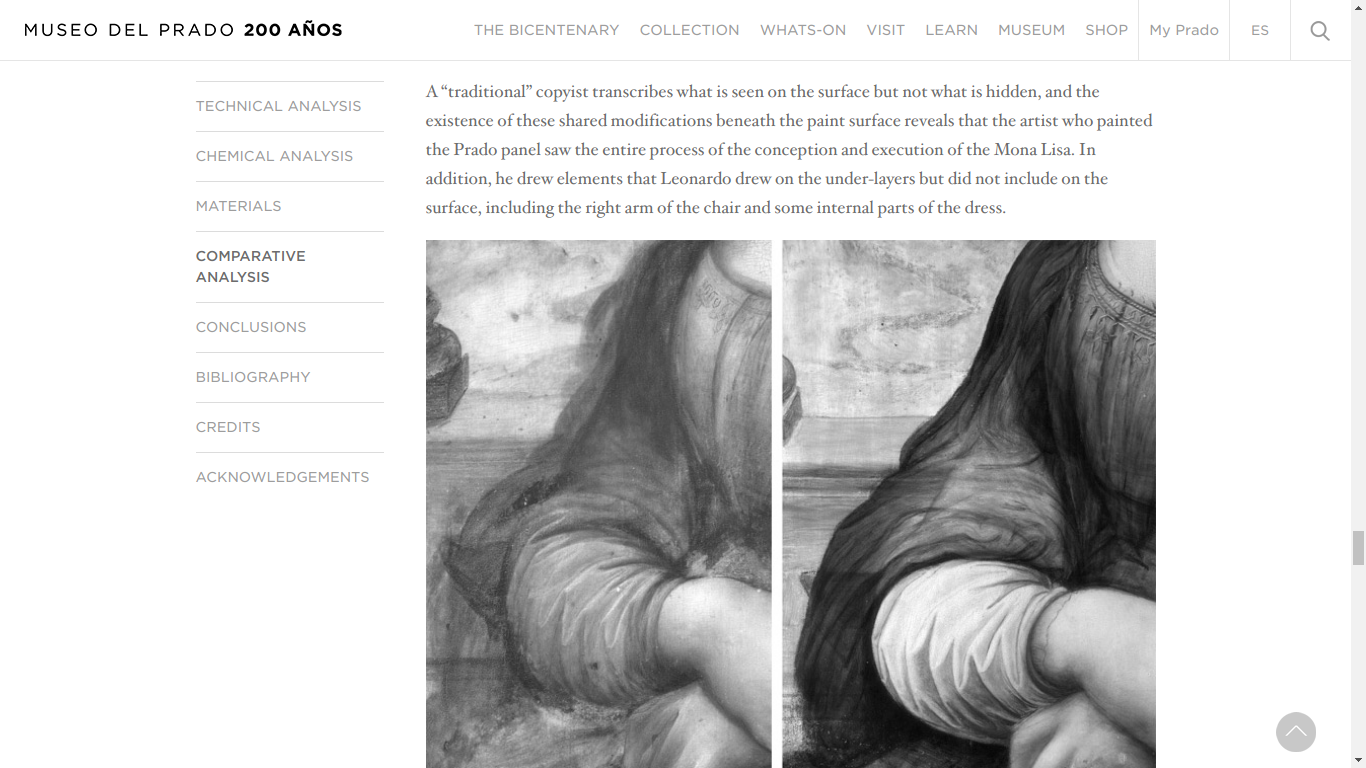 MUSEO DEL PRADO 200 AÑOS
THE BICENTENARY COLLECTION WHATS-ON VISIT LEARN MUSEUM SHOP My Prado ES
TECHNICAL ANALYSIS
CHEMICAL ANALYSIS
MATERIALS
COMPARATIVE
ANALYSIS
CONCLUSIONS
BIBLIOGRAPHY
CREDITS
ACKNOWLEDGEMENTS
A “traditional” copyist transcribes what is seen on the surface but not what is hidden, and the
existence of these shared modifications beneath the paint surface reveals that the artist who painted
the Prado panel saw the entire process of the conception and execution of the Mona Lisa. In
addition, he drew elements that Leonardo drew on the under-layers but did not include on the
surface, including the right arm of the chair and some internal parts of the dress.